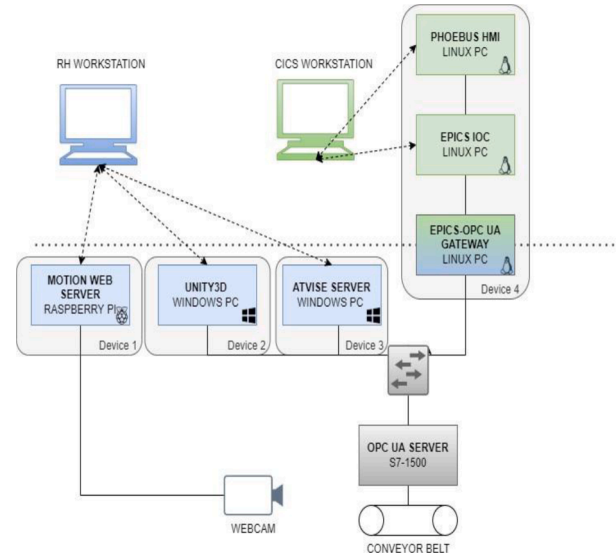 PHOEBUS HMI
LINUX PC
RH WORKSTATION
CICS WORKSTATION
EPICS IOC
LINUX PC
EPICS-OPC UA
GATEWAY
LINUX PC
Device 4
MOTION WEB
SERVER
RASPBERRY PI
Device 1
UNITY3D
WINDOWS PC
Device 2
ATVISE SERVER
WINDOWS PC
Device 3
OPC UA SERVER
S7-1500
WEBCAM
CONVEYOR BELT